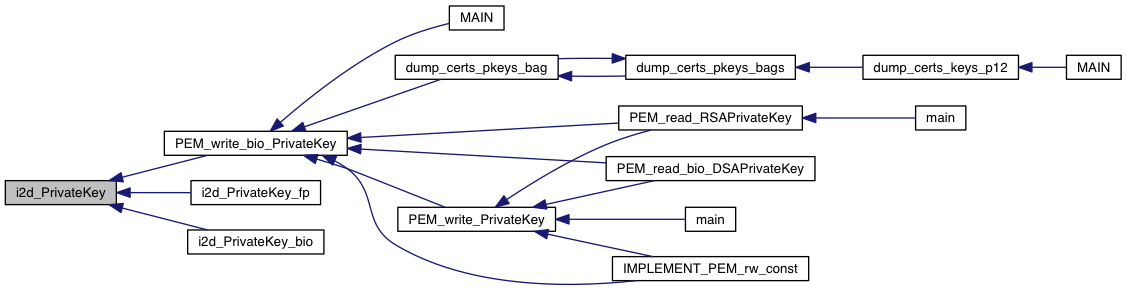 MAIN
dump_certs_pkeys_bag
dump_certs_pkeys_bags
dump_certs_keys_p12
MAIN
PEM_read_RSAPrivateKey
main
PEM_write_bio_PrivateKey
PEM_read_bio_DSAPrivateKey
i2d_PrivateKey
i2d_PrivateKey_fp
PEM_write_PrivateKey
main
i2d_PrivateKey_bio
IMPLEMENT_PEM_rw_const